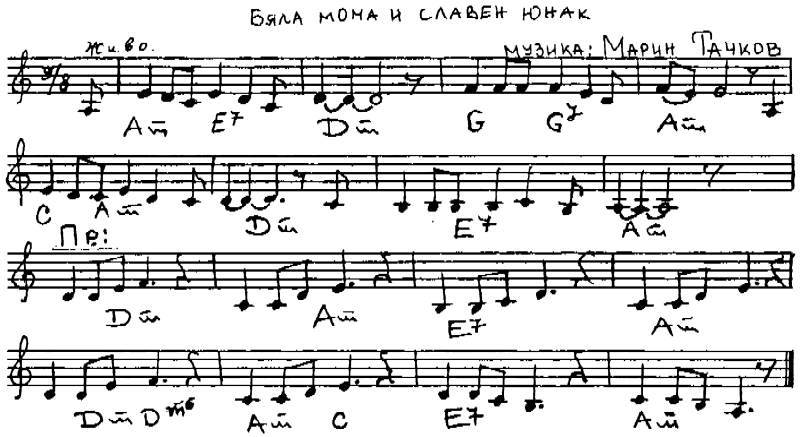 БЯЛА МОМА И СЛАВЕН ЮНАК
Живо.
МУЗИКА: МАРИН ТАЧКОВ
9/8
Am E7 Dm G G7 Am
C Am Dm E7 Am
Пр:
Dm Am E7 Am
Dm Dm6 Am C E7 Am